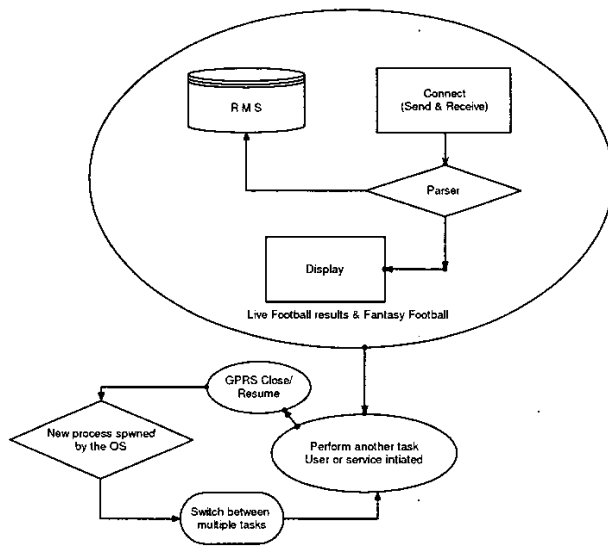 R M S
Connect
(Send & Receive)
Parser
Display
Live Football results & Fantasy Football
GPRS Close/
Resume
New process spwned
by the OS
Perform another task
User or service intiated
Switch between
multiple tasks